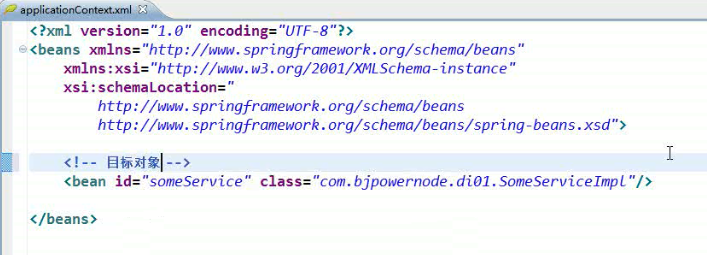 applicationContext.xml
<?xml version="1.0" encoding="UTF-8"?>
<beans xmlns="http://www.springframework.org/schema/beans"
xmlns:xsi="http://www.w3.org/2001/XMLSchema-instance"
xsi:schemaLocation="
http://www.springframework.org/schema/beans
http://www.springframework.org/schema/beans/spring-beans.xsd">
<!-- 目标对象 -->
<bean id="someService" class="com.bjpowernode.di01.SomeServiceImpl"/>
</beans>